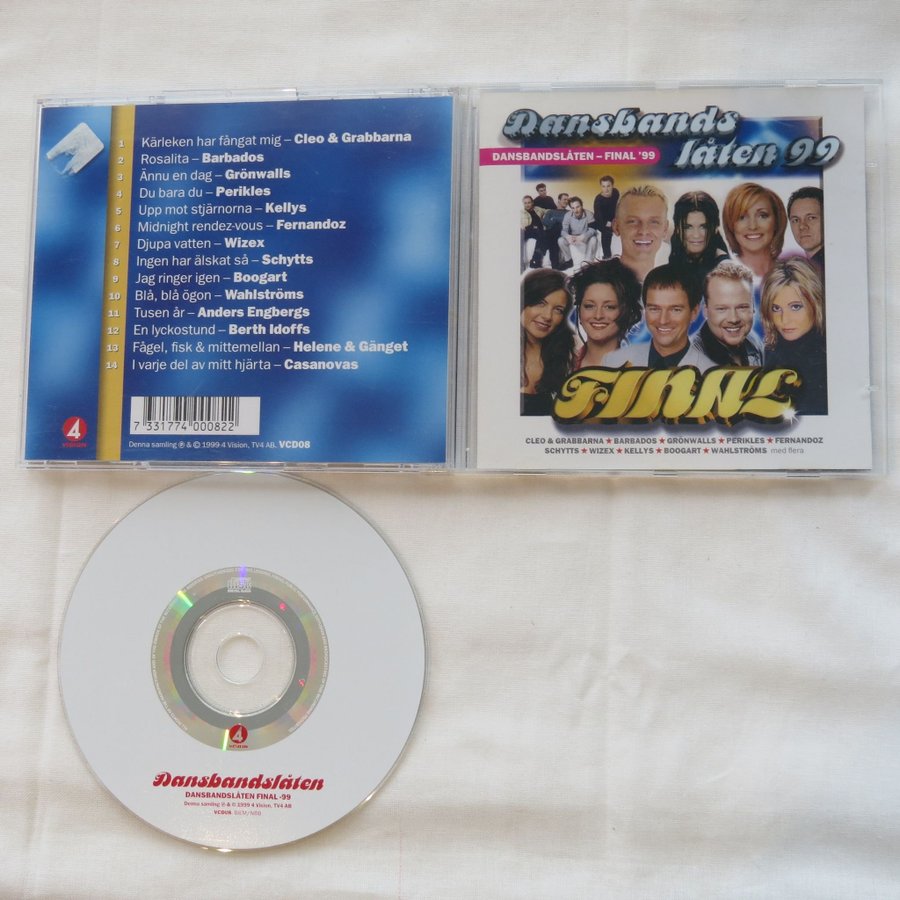 1 Kärleken har fångat mig – Cleo & Grabbarna
2 Rosalita – Barbados
3 Ännu en dag – Grönwalls
4 Du bara du – Perikles
5 Upp mot stjärnorna – Kellys
6 Midnight rendez-vous – Fernandoz
7 Djupa vatten – Wizex
8 Ingen har älskat så – Schytts
9 Jag ringer igen – Boogart
10 Blå, blå ögon – Wahlströms
11 Tusen år – Anders Engbergs
12 En lyckostund – Berth Idoffs
13 Fågel, fisk & mittemellan – Helene & Gänget
14 I varje del av mitt hjärta – Casanovas
4
VISION
7 331774 000822
Denna samling ℗ & © 1999 4 Vision, TV4 AB. VCD08
Dansbands
låten 99
DANSBANDSLÅTEN – FINAL '99
FINAL
CLEO & GRABBARNA ★ BARBADOS ★ GRÖNWALLS ★ PERIKLES ★ FERNANDOZ
SCHYTTS ★ WIZEX ★ KELLYS ★ BOOGART ★ WAHLSTRÖMS med flera
4
Dansbandslåten
DANSBANDSLÅTEN FINAL -99
Denna samling ℗ & © 1999 4 Vision, TV4 AB
VCD08 BIEM/NCB